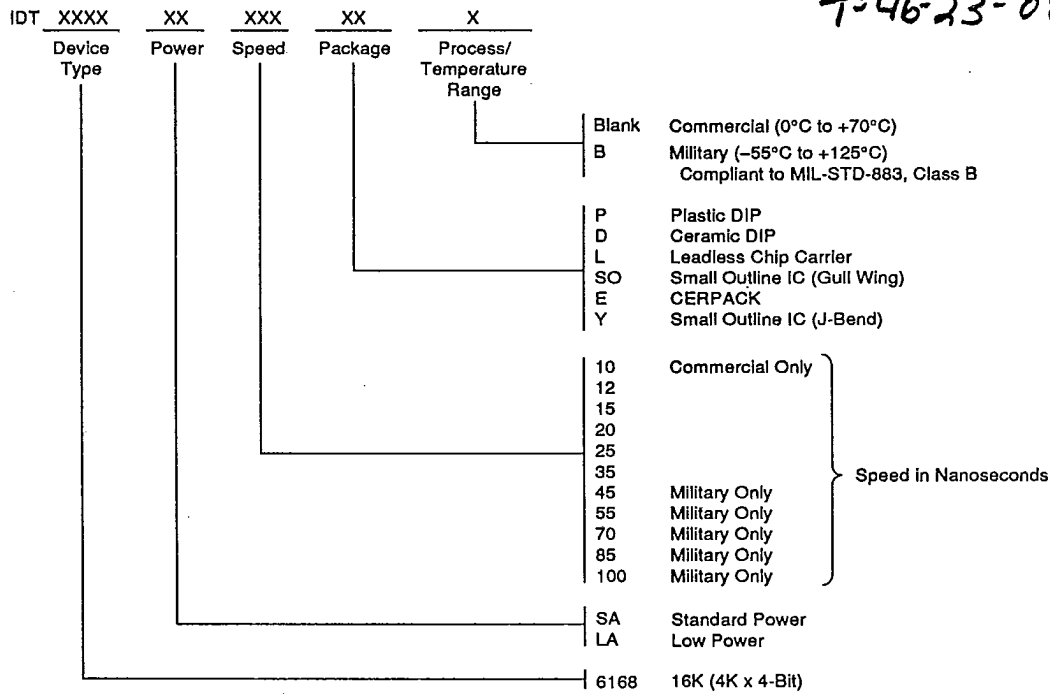 T-46-23-0
IDT XXXX XX XXX XX X
Device Type Power Speed Package Process/ Temperature Range
Blank Commercial (0°C to +70°C)
B Military (–55°C to +125°C)
Compliant to MIL-STD-883, Class B
P Plastic DIP
D Ceramic DIP
L Leadless Chip Carrier
SO Small Outline IC (Gull Wing)
E CERPACK
Y Small Outline IC (J-Bend)
10 Commercial Only
12
15
20
25
35
Speed in Nanoseconds
45 Military Only
55 Military Only
70 Military Only
85 Military Only
100 Military Only
SA Standard Power
LA Low Power
6168 16K (4K x 4-Bit)